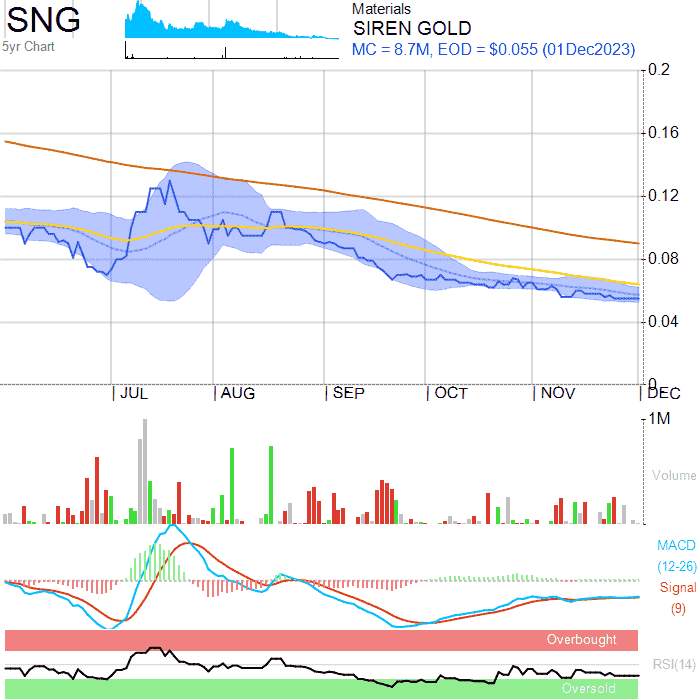 SNG
5yr Chart
Materials
SIREN GOLD
MC = 8.7M, EOD = $0.055 (01Dec2023)
0.2
0.16
0.12
0.08
0.04
0
JUL
AUG
SEP
OCT
NOV
DEC
1M
Volume
MACD
(12-26)
Signal
(9)
Overbought
RSI(14)
Oversold